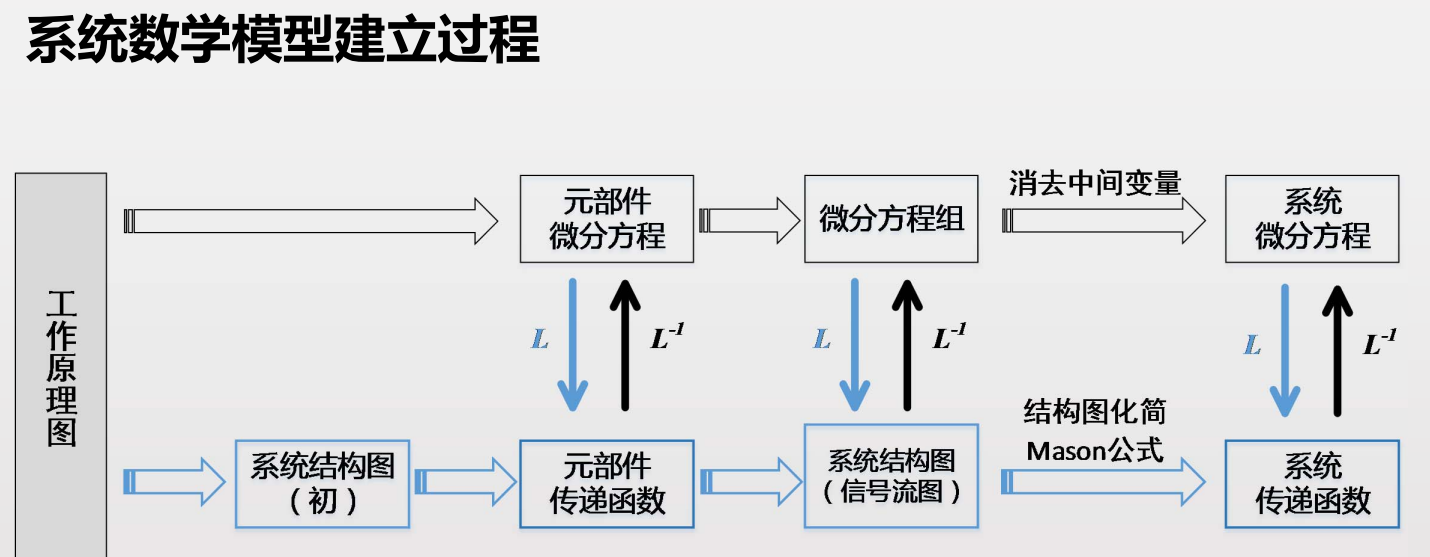 系统数学模型建立过程
工作原理图
元部件
微分方程
微分方程组
消去中间变量
系统
微分方程
L
L⁻¹
L
L⁻¹
L
L⁻¹
系统结构图
（初）
元部件
传递函数
系统结构图
（信号流图）
结构图化简
Mason公式
系统
传递函数